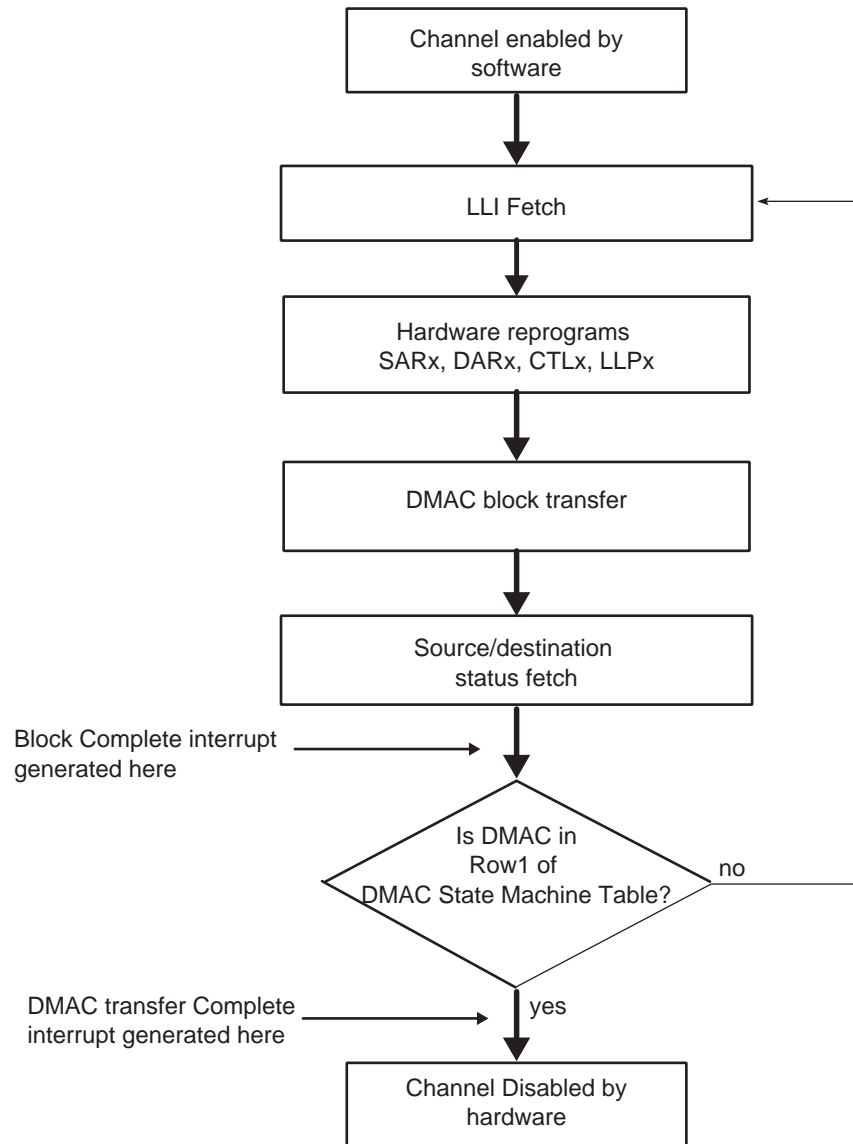 Channel enabled by
software
LLI Fetch
Hardware reprograms
SARx, DARx, CTLx, LLPx
DMAC block transfer
Source/destination
status fetch
Block Complete interrupt
generated here
Is DMAC in
Row1 of
DMAC State Machine Table?
no
DMAC transfer Complete
interrupt generated here
yes
Channel Disabled by
hardware